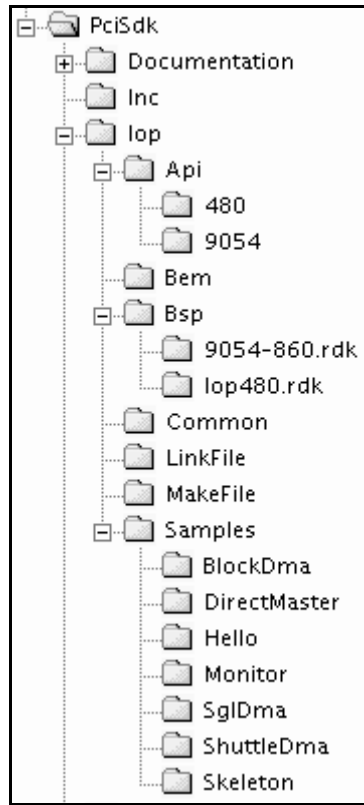 PciSdk
Documentation
Inc
Iop
Api
480
9054
Bem
Bsp
9054-860.rdk
Iop480.rdk
Common
LinkFile
MakeFile
Samples
BlockDma
DirectMaster
Hello
Monitor
SglDma
ShuttleDma
Skeleton